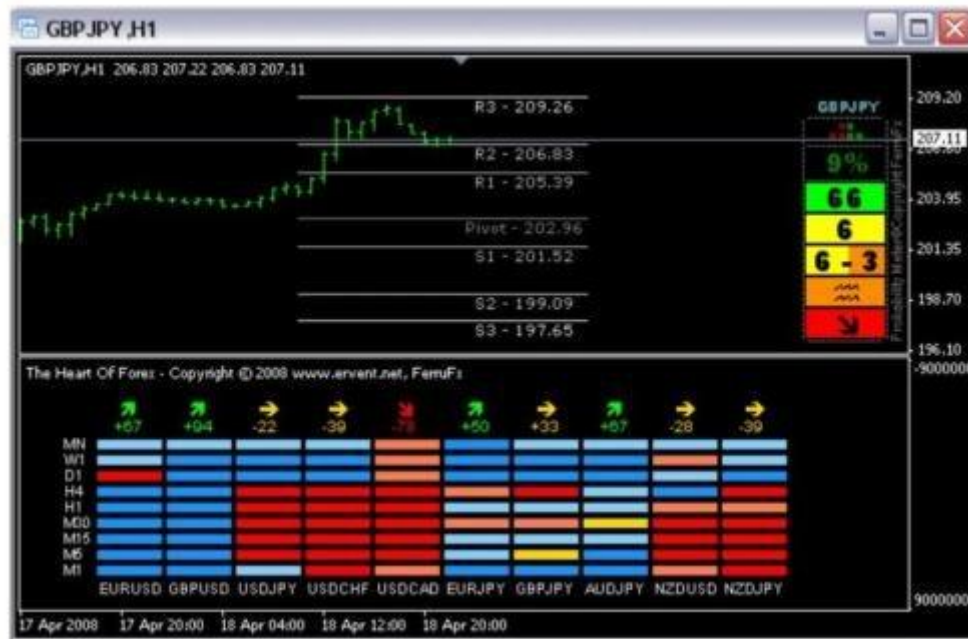 GBPJPY,H1
GBPJPY,H1 206.83 207.22 206.83 207.11
R3 - 209.26
R2 - 206.83
R1 - 205.39
Pivot - 202.96
S1 - 201.52
S2 - 199.09
S3 - 197.65
GBPJPY
9%
66
6
6 - 3
209.20
207.11
203.95
201.35
198.70
196.10
The Heart Of Forex - Copyright © 2008 www.ervent.net, FerruFx
+67 +94 -22 -39 -78 +50 +33 +67 -28 -39
MN
W1
D1
H4
H1
M30
M15
M5
M1
EURUSD GBPUSD USDJPY USDCHF USDCAD EURJPY GBPJPY AUDJPY NZDUSD NZDJPY
-9000000
9000000
17 Apr 2008 17 Apr 20:00 18 Apr 04:00 18 Apr 12:00 18 Apr 20:00